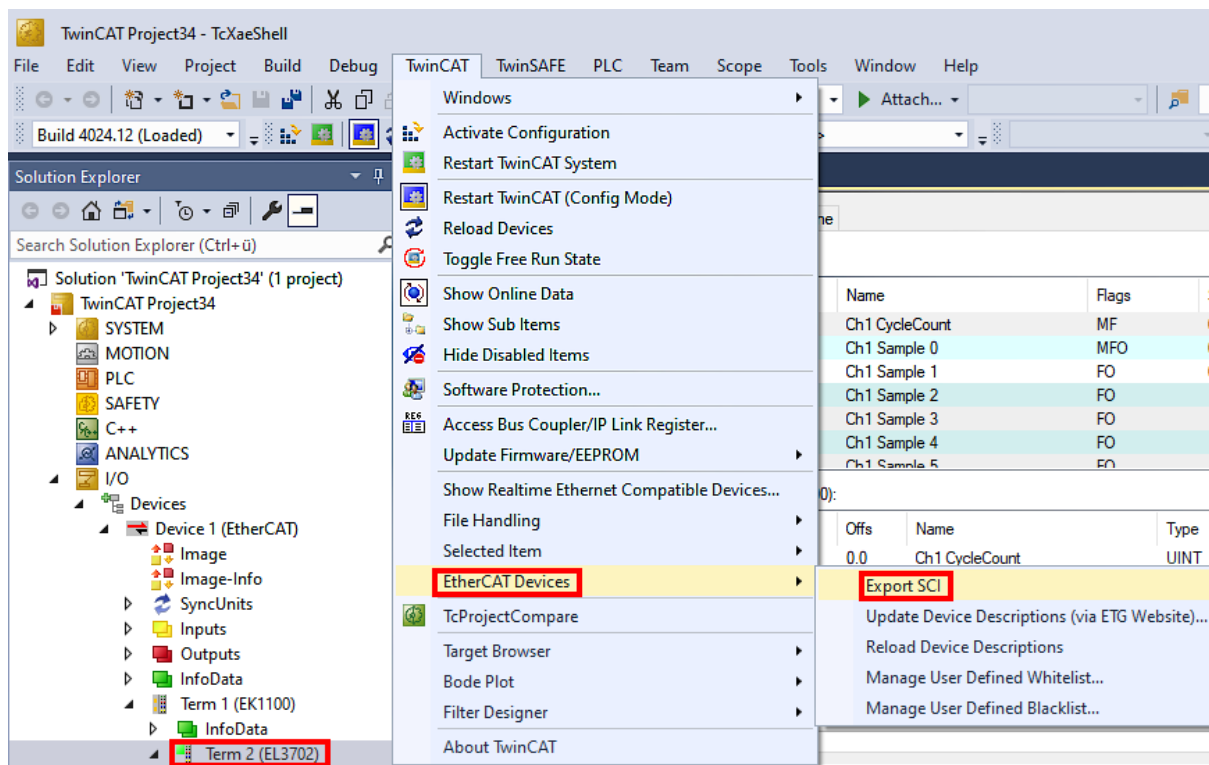 TwinCAT Project34 - TcXaeShell
File Edit View Project Build Debug TwinCAT TwinSAFE PLC Team Scope Tools Window Help
Attach...
Build 4024.12 (Loaded)
Solution Explorer
Search Solution Explorer (Ctrl+ü)
Solution 'TwinCAT Project34' (1 project)
TwinCAT Project34
SYSTEM
MOTION
PLC
SAFETY
C++
ANALYTICS
I/O
Devices
Device 1 (EtherCAT)
Image
Image-Info
SyncUnits
Inputs
Outputs
InfoData
Term 1 (EK1100)
InfoData
Term 2 (EL3702)
Windows
Activate Configuration
Restart TwinCAT System
Restart TwinCAT (Config Mode)
Reload Devices
Toggle Free Run State
Show Online Data
Show Sub Items
Hide Disabled Items
Software Protection...
REG
Access Bus Coupler/IP Link Register...
Update Firmware/EEPROM
Show Realtime Ethernet Compatible Devices...
File Handling
Selected Item
EtherCAT Devices
TcProjectCompare
Target Browser
Bode Plot
Filter Designer
About TwinCAT
ne
Name Flags
Ch1 CycleCount MF
Ch1 Sample 0 MFO
Ch1 Sample 1 FO
Ch1 Sample 2 FO
Ch1 Sample 3 FO
Ch1 Sample 4 FO
Ch1 Sample 5 FO
0):
Offs Name Type
0.0 Ch1 CycleCount UINT
Export SCI
Update Device Descriptions (via ETG Website)...
Reload Device Descriptions
Manage User Defined Whitelist...
Manage User Defined Blacklist...